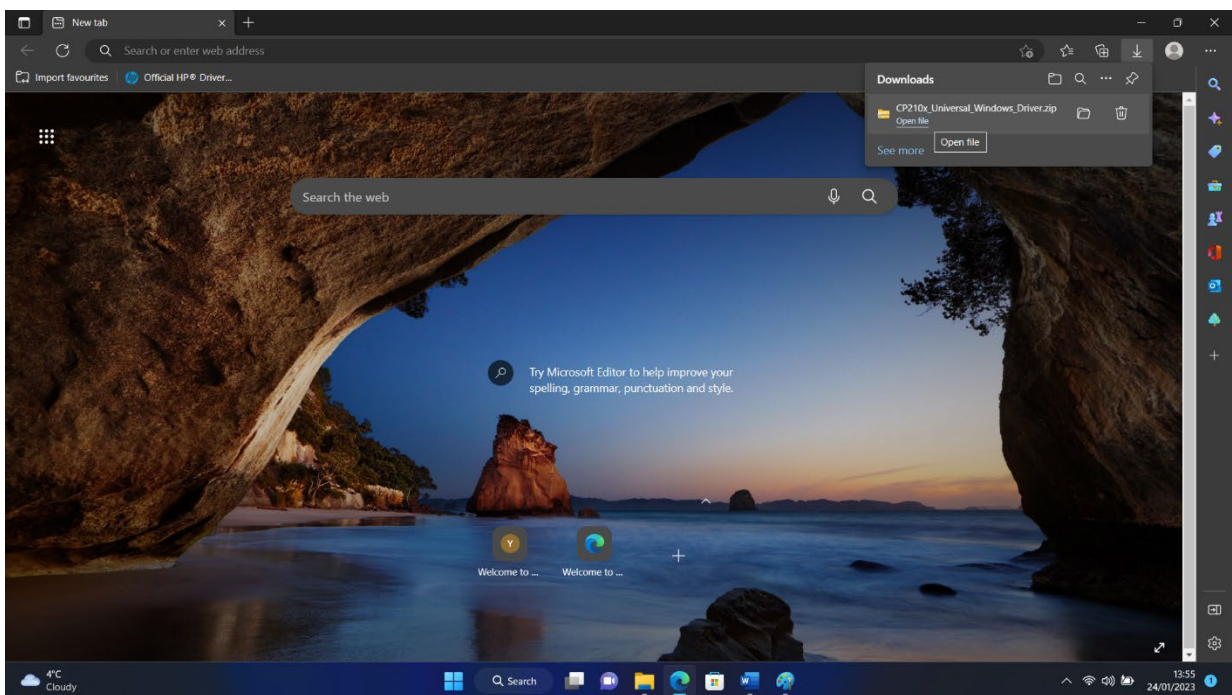 New tab
Search or enter web address
Import favourites
Official HP® Driver...
Downloads
CP210x_Universal_Windows_Driver.zip
Open file
See more
Open file
Search the web
Try Microsoft Editor to help improve your
spelling, grammar, punctuation and style.
Y
Welcome to ...
Welcome to ...
4°C
Cloudy
Search
13:55
24/01/2023
1